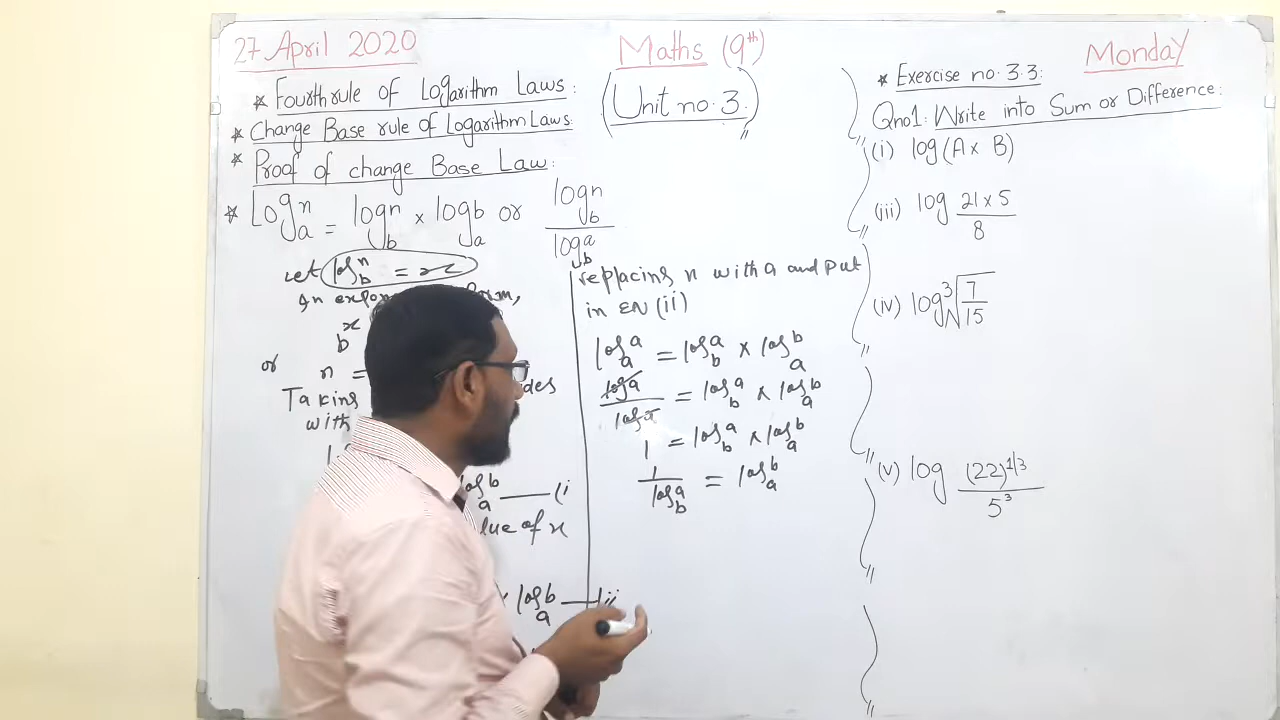 27 April 2020
Maths (9th)
Monday
* Fourth rule of Logarithm Laws:
* Change Base rule of Logarithm Laws
* Proof of change Base Law:
(Unit no. 3.)
* Log_a n = log_b n × log_a b or log_b n / log_b a
Let log_b n = x
In
b^x
or n =
Taking
with
log_a b —— (i
lue of x
log_a b —— (ii
replacing n with a and put
in EN (ii)
log_a a = log_b a × log_a b
log a / log a = log_b a × log_a b
1 = log_b a × log_a b
1 / log_b a = log_a b
* Exercise no. 3.3:
Qno1: Write into Sum or Difference:
(i) log (A × B)
(iii) log 21 × 5 / 8
(iv) log ³√(7/15)
(v) log (22)^1/3 / 5³